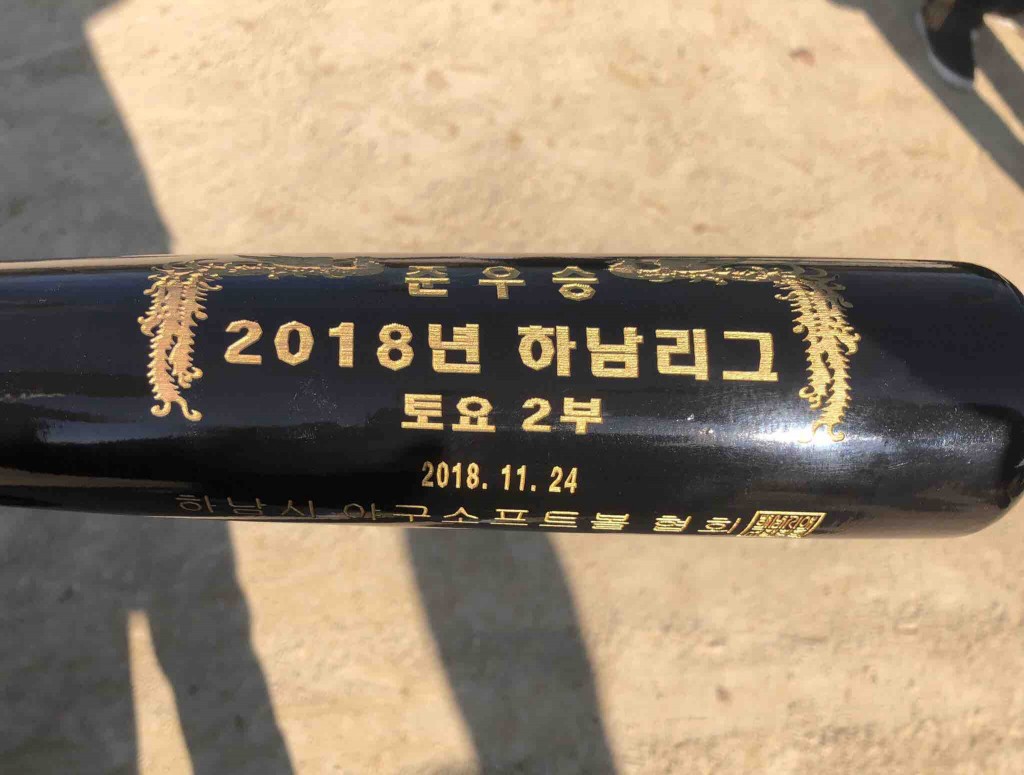 준우승
2018년 하남리그
토요 2부
2018. 11. 24
하남시 야구소프트볼 협회